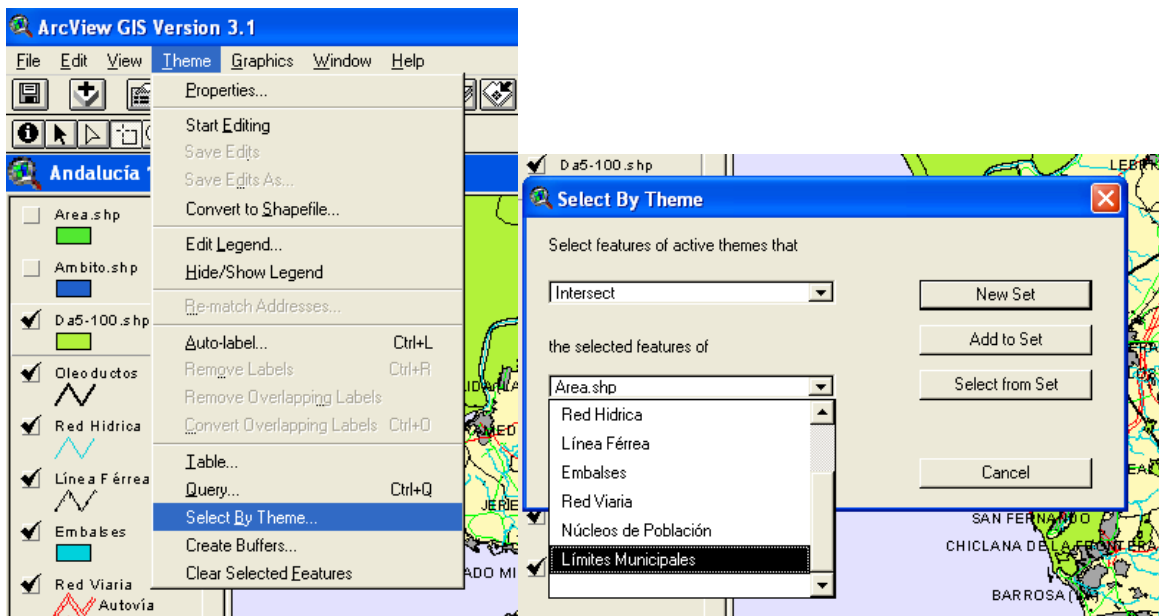 ArcView GIS Version 3.1
File Edit View Theme Graphics Window Help
Properties...
Start Editing
Save Edits
Save Edits As...
Convert to Shapefile...
Edit Legend...
Hide/Show Legend
Re-match Addresses...
Auto-label... Ctrl+L
Remove Labels Ctrl+R
Remove Overlapping Labels
Convert Overlapping Labels Ctrl+O
Table...
Query... Ctrl+Q
Select By Theme...
Create Buffers...
Clear Selected Features
Andalucía
Area.shp
Ambito.shp
Da5-100.shp
Oleoductos
Red Hidrica
Línea Férrea
Embalses
Red Viaria
Autovía
JERE
ADO MI
Da5-100.shp
LEBR
Select By Theme
Select features of active themes that
Intersect
the selected features of
Area.shp
Red Hidrica
Línea Férrea
Embalses
Red Viaria
Núcleos de Población
Límites Municipales
New Set
Add to Set
Select from Set
Cancel
SAN FERNANDO
CHICLANA DE LA FRONTERA
BARROSA